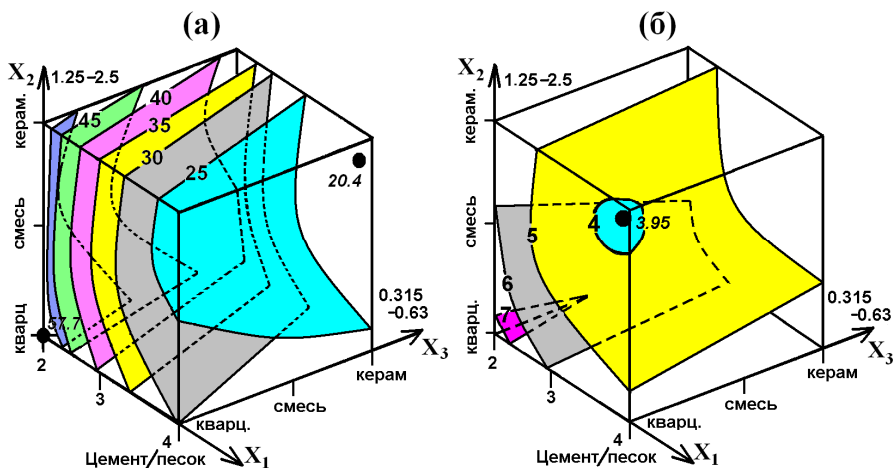 (а)
X2
1.25–2.5
керам.
смесь
кварц
45
40
35
30
25
20.4
57.7
2
3
4
0.315
–0.63
X3
керам
смесь
кварц.
Цемент/песок
X1
(б)
X2
1.25–2.5
керам.
смесь
кварц.
4
3.95
5
6
7
2
3
4
0.315
–0.63
X3
керам
смесь
кварц.
Цемент/песок
X1